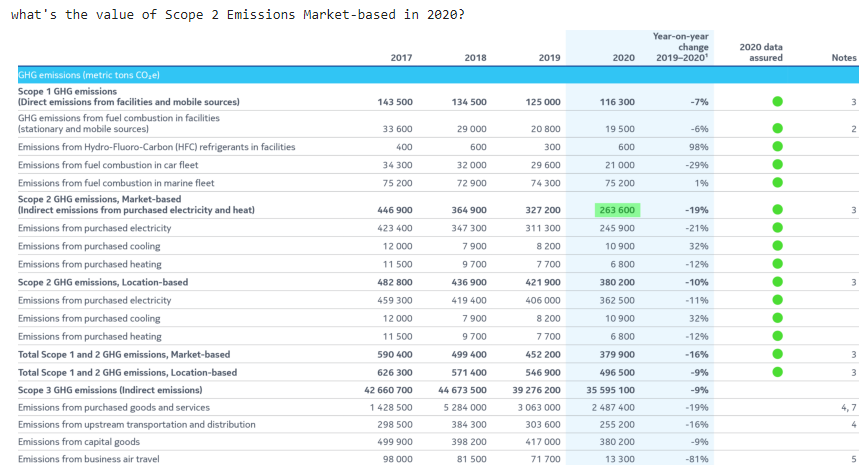 what's the value of Scope 2 Emissions Market-based in 2020?
Year-on-year
change
2019–2020¹
2020 data
assured
2017 2018 2019 2020 Notes
GHG emissions (metric tons CO₂e)
Scope 1 GHG emissions
(Direct emissions from facilities and mobile sources) 143 500 134 500 125 000 116 300 -7% 3
GHG emissions from fuel combustion in facilities
(stationary and mobile sources) 33 600 29 000 20 800 19 500 -6% 2
Emissions from Hydro-Fluoro-Carbon (HFC) refrigerants in facilities 400 600 300 600 98%
Emissions from fuel combustion in car fleet 34 300 32 000 29 600 21 000 -29%
Emissions from fuel combustion in marine fleet 75 200 72 900 74 300 75 200 1%
Scope 2 GHG emissions, Market-based
(Indirect emissions from purchased electricity and heat) 446 900 364 900 327 200 263 600 -19% 3
Emissions from purchased electricity 423 400 347 300 311 300 245 900 -21%
Emissions from purchased cooling 12 000 7 900 8 200 10 900 32%
Emissions from purchased heating 11 500 9 700 7 700 6 800 -12%
Scope 2 GHG emissions, Location-based 482 800 436 900 421 900 380 200 -10% 3
Emissions from purchased electricity 459 300 419 400 406 000 362 500 -11%
Emissions from purchased cooling 12 000 7 900 8 200 10 900 32%
Emissions from purchased heating 11 500 9 700 7 700 6 800 -12%
Total Scope 1 and 2 GHG emissions, Market-based 590 400 499 400 452 200 379 900 -16% 3
Total Scope 1 and 2 GHG emissions, Location-based 626 300 571 400 546 900 496 500 -9% 3
Scope 3 GHG emissions (Indirect emissions) 42 660 700 44 673 500 39 276 200 35 595 100 -9%
Emissions from purchased goods and services 1 428 500 5 284 000 3 063 000 2 487 400 -19% 4, 7
Emissions from upstream transportation and distribution 298 500 384 300 303 600 255 200 -16% 4
Emissions from capital goods 499 900 398 200 417 000 380 200 -9%
Emissions from business air travel 98 000 81 500 71 700 13 300 -81% 5